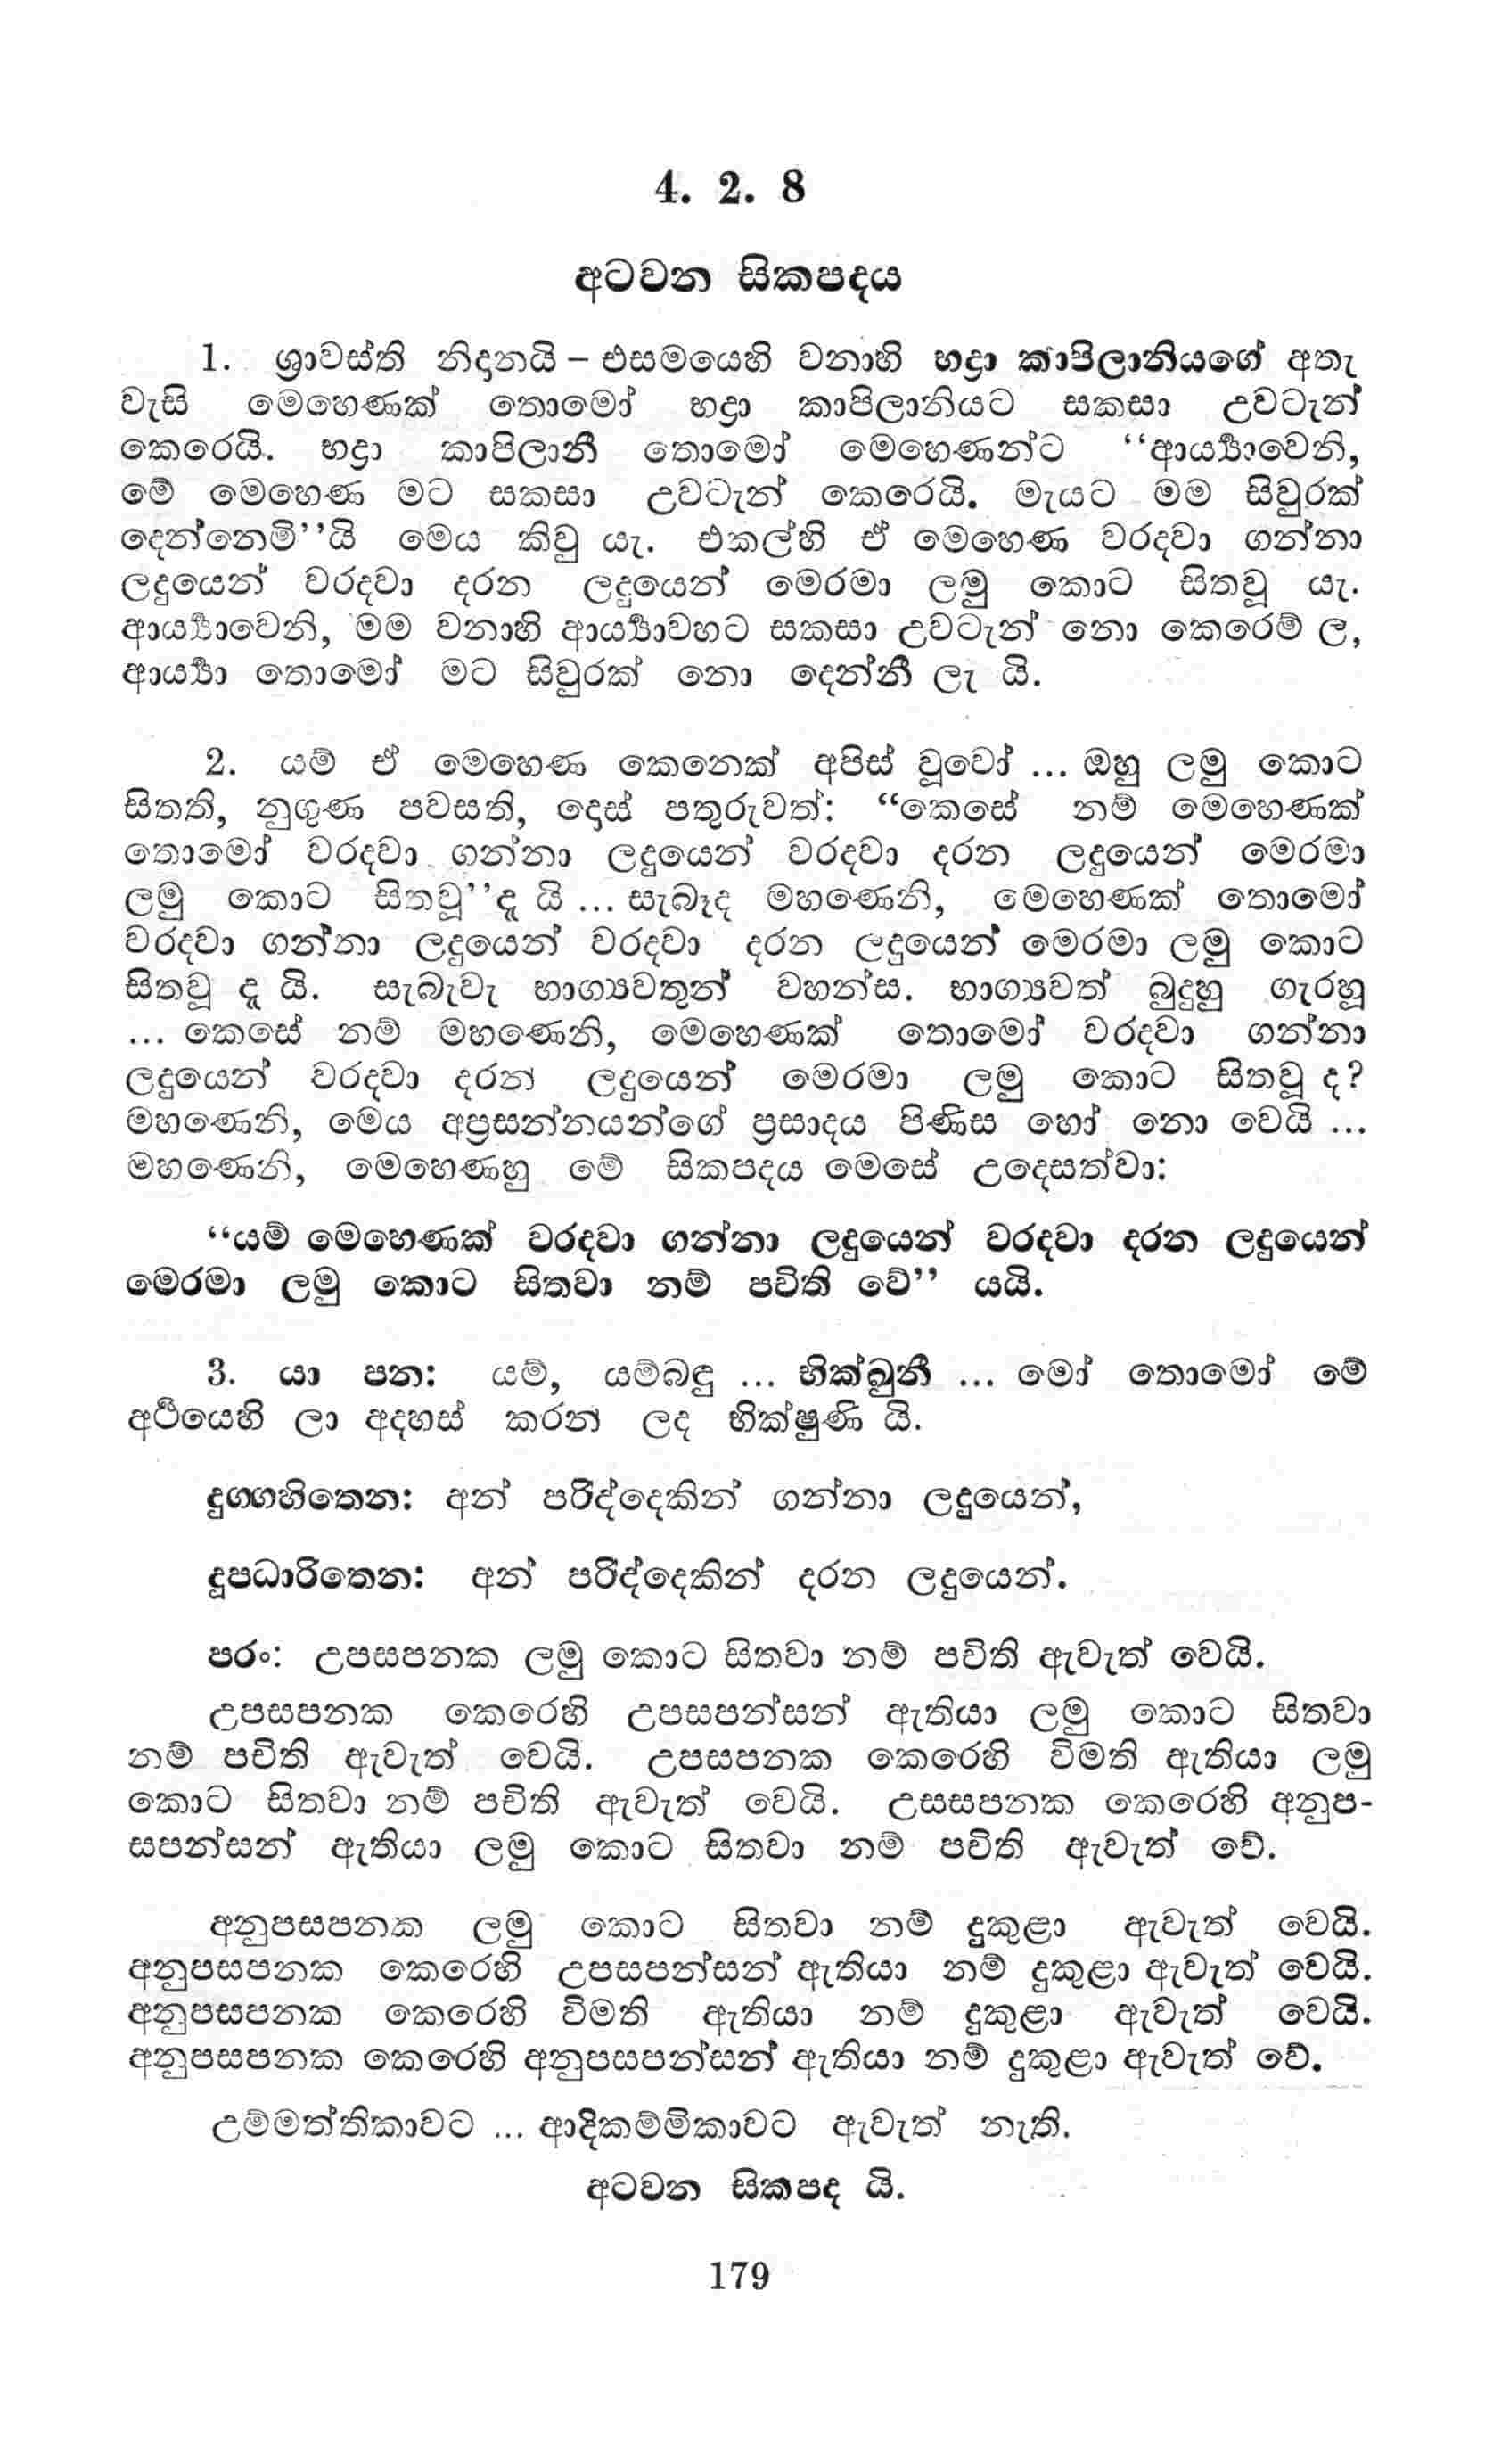 4. 2. 8
අටවන සිකපදය
1. ශ්‍රාවස්ති නිදානයි – එසමයෙහි වනාහි භද්‍රා කාපිලානියගේ අතැ
වැසි මෙහෙණක් තොමෝ භද්‍රා කාපිලානියට සකසා උවටැන්
කෙරෙයි. භද්‍රා කාපිලානී තොමෝ මෙහෙණන්ට “ආර්‍ය්‍යාවෙනි,
මේ මෙහෙණ මට සකසා උවටැන් කෙරෙයි. මැයට මම සිවුරක්
දෙන්නෙමි”යි මෙය කිවු යැ. එකල්හි ඒ මෙහෙණ වරදවා ගන්නා
ලදුයෙන් වරදවා දරන ලදුයෙන් මෙරමා ලමු කොට සිතවූ යැ.
ආර්‍ය්‍යාවෙනි, මම වනාහි ආර්‍ය්‍යාවහට සකසා උවටැන් නො කෙරෙම් ල,
ආර්‍ය්‍යා තොමෝ මට සිවුරක් නො දෙන්නී ලැ යි.
2. යම් ඒ මෙහෙණ කෙනෙක් අපිස් වූවෝ ... ඔහු ලමු කොට
සිතති, නුගුණ පවසති, දොස් පතුරුවත්: “කෙසේ නම් මෙහෙණක්
තොමෝ වරදවා ගන්නා ලදුයෙන් වරදවා දරන ලදුයෙන් මෙරමා
ලමු කොට සිතවූ”දැ යි ... සැබෑද මහණෙනි, මෙහෙණක් තොමෝ
වරදවා ගන්නා ලදුයෙන් වරදවා දරන ලදුයෙන් මෙරමා ලමු කොට
සිතවූ දැ යි. සැබැවැ භාග්‍යවතුන් වහන්ස. භාග්‍යවත් බුදුහු ගැරහූ
... කෙසේ නම් මහණෙනි, මෙහෙණක් තොමෝ වරදවා ගන්නා
ලදුයෙන් වරදවා දරන ලදුයෙන් මෙරමා ලමු කොට සිතවූ ද?
මහණෙනි, මෙය අප්‍රසන්නයන්ගේ ප්‍රසාදය පිණිස හෝ නො වෙයි ...
මහණෙනි, මෙහෙණහු මේ සිකපදය මෙසේ උදෙසත්වා:
“යම් මෙහෙණක් වරදවා ගන්නා ලදුයෙන් වරදවා දරන ලදුයෙන්
මෙරමා ලමු කොට සිතවා නම් පචිති වේ” යයි.
3. යා පන: යම්, යම්බඳු ... භික්ඛුනී ... මෝ තොමෝ මේ
අර්‍ථයෙහි ලා අදහස් කරන ලද භික්ෂුණි යි.
දුග්ගහිතෙන: අන් පරිද්දෙකින් ගන්නා ලදුයෙන්,
දූපධාරිතෙන: අන් පරිද්දෙකින් දරන ලදුයෙන්.
පරං: උපසපනක ලමු කොට සිතවා නම් පචිති ඇවැත් වෙයි.
උපසපනක කෙරෙහි උපසපන්සන් ඇතියා ලමු කොට සිතවා
නම් පචිති ඇවැත් වෙයි. උපසපනක කෙරෙහි විමති ඇතියා ලමු
කොට සිතවා නම් පචිති ඇවැත් වෙයි. උසසපනක කෙරෙහි අනුප-
සපන්සන් ඇතියා ලමු කොට සිතවා නම් පචිති ඇවැත් වේ.
අනුපසපනක ලමු කොට සිතවා නම් දුකුළා ඇවැත් වෙයි.
අනුපසපනක කෙරෙහි උපසපන්සන් ඇතියා නම් දුකුළා ඇවැත් වෙයි.
අනුපසපනක කෙරෙහි විමති ඇතියා නම් දුකුළා ඇවැත් වෙයි.
අනුපසපනක කෙරෙහි අනුපසපන්සන් ඇතියා නම් දුකුළා ඇවැත් වේ.
උම්මත්තිකාවට ... ආදිකම්මිකාවට ඇවැත් නැති.
අටවන සිකපද යි.
179